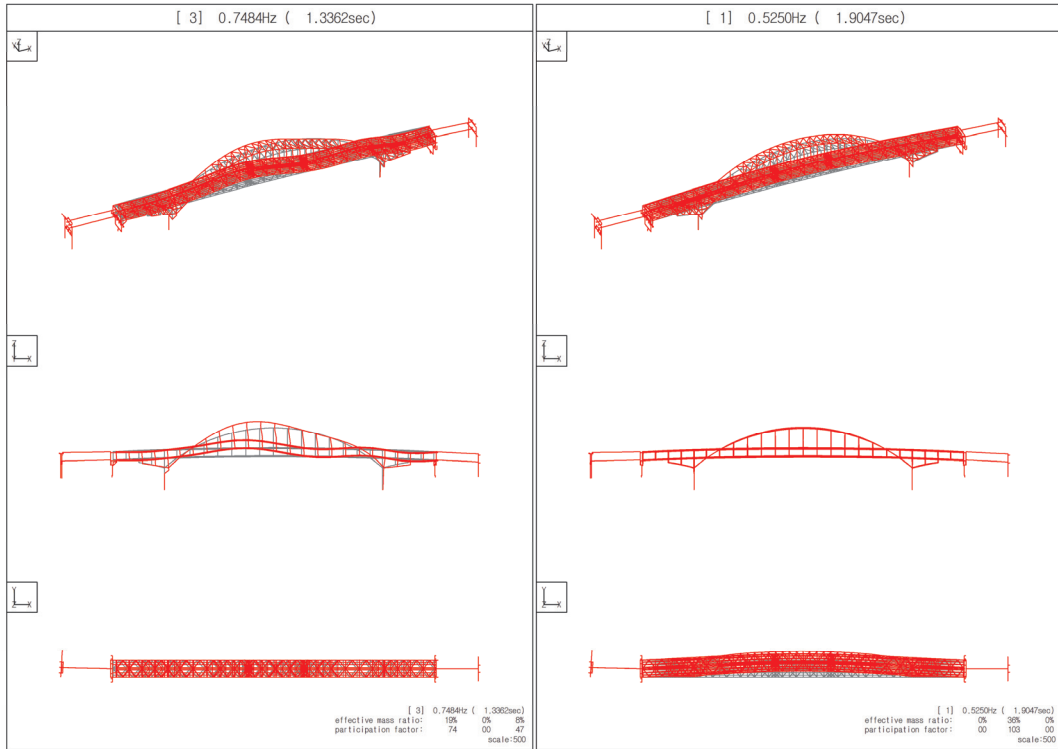 [ 3] 0.7484Hz ( 1.3362sec)
[ 1] 0.5250Hz ( 1.9047sec)
Z
X
Z
X
Z
X
Z
X
Y
Z X
Y
Z X
[ 3] 0.7484Hz ( 1.3362sec)
effective mass ratio: 19% 0% 8%
participation factor: 74 00 47
scale:500
[ 1] 0.5250Hz ( 1.9047sec)
effective mass ratio: 0% 36% 0%
participation factor: 00 103 00
scale:500